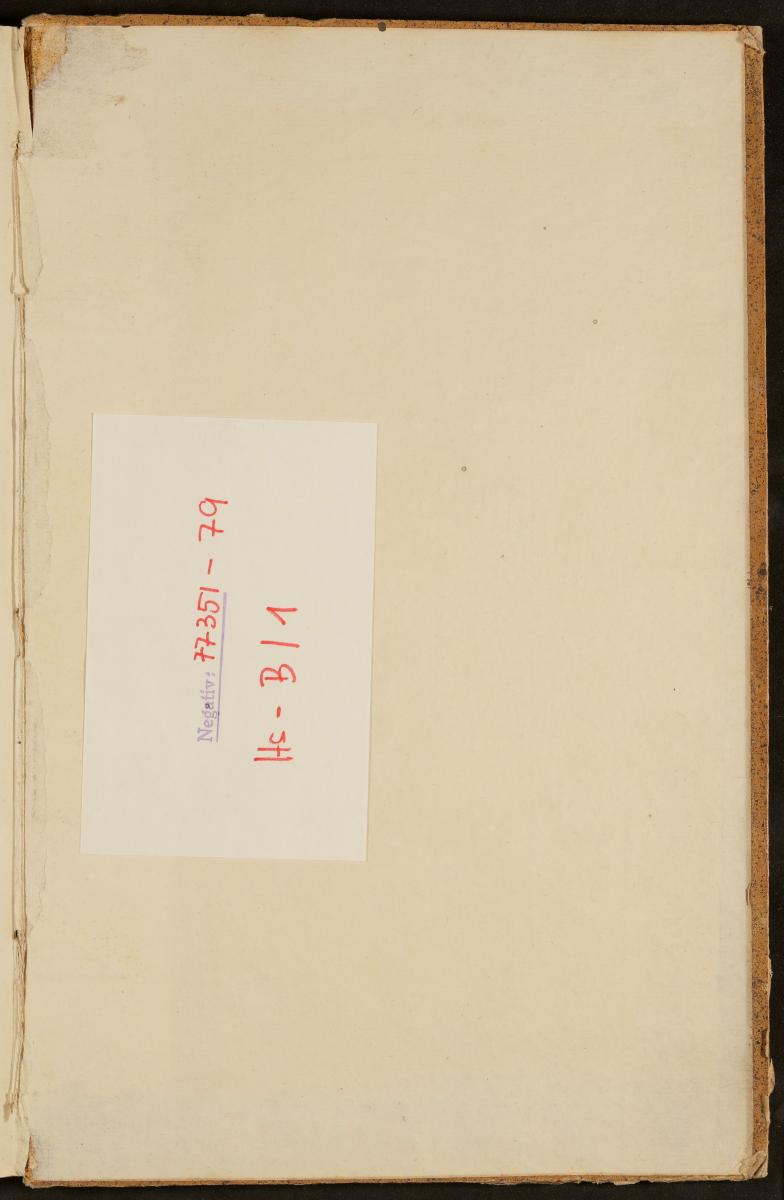 Negativ: 77351 - 79
Hs - B/1